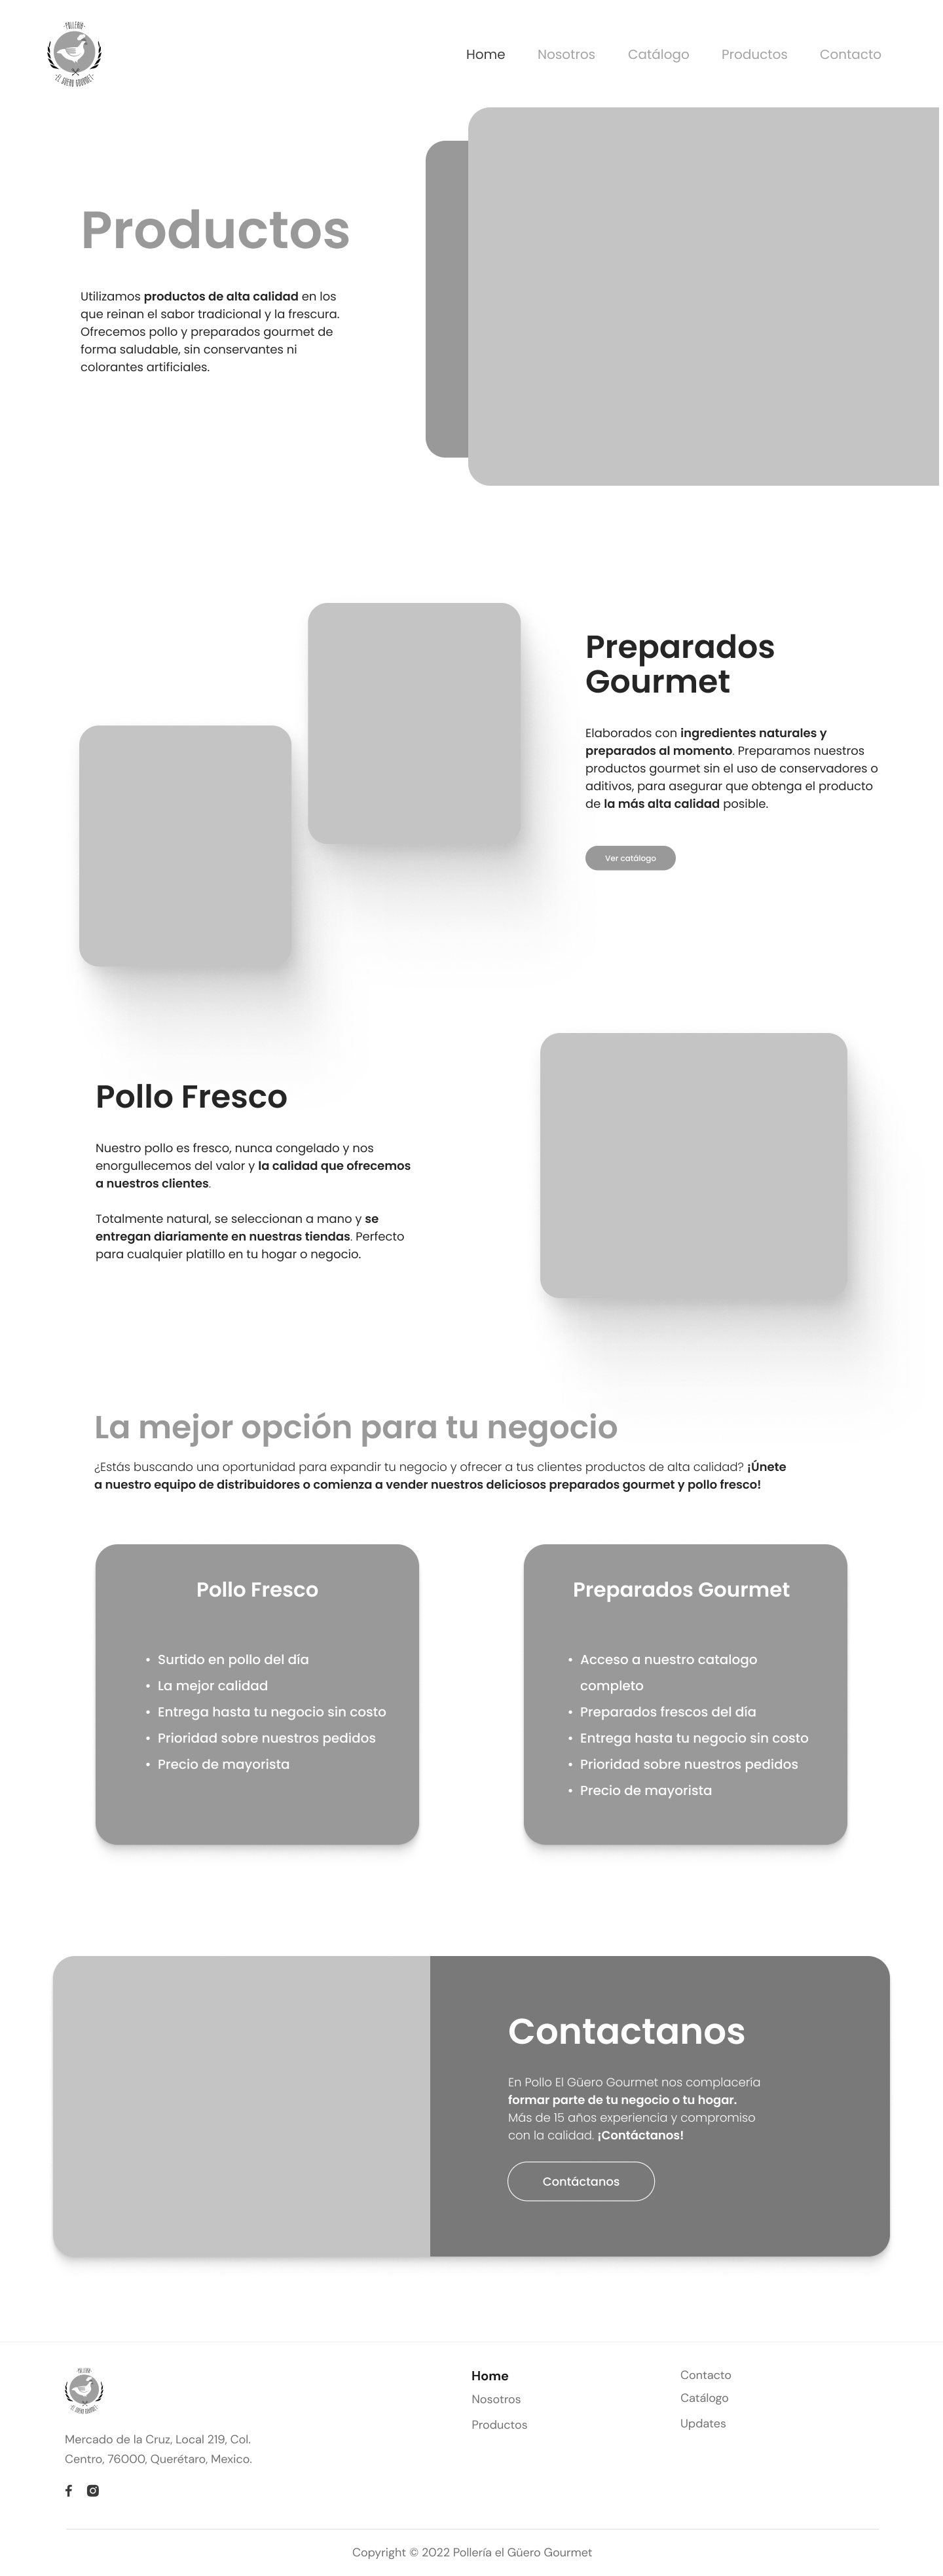 POLLERIA
EL GUERO GOURMET
Home Nosotros Catálogo Productos Contacto
Productos
Utilizamos productos de alta calidad en los
que reinan el sabor tradicional y la frescura.
Ofrecemos pollo y preparados gourmet de
forma saludable, sin conservantes ni
colorantes artificiales.
Preparados
Gourmet
Elaborados con ingredientes naturales y
preparados al momento. Preparamos nuestros
productos gourmet sin el uso de conservadores o
aditivos, para asegurar que obtenga el producto
de la más alta calidad posible.
Ver catálogo
Pollo Fresco
Nuestro pollo es fresco, nunca congelado y nos
enorgullecemos del valor y la calidad que ofrecemos
a nuestros clientes.
Totalmente natural, se seleccionan a mano y se
entregan diariamente en nuestras tiendas. Perfecto
para cualquier platillo en tu hogar o negocio.
La mejor opción para tu negocio
¿Estás buscando una oportunidad para expandir tu negocio y ofrecer a tus clientes productos de alta calidad? ¡Únete
a nuestro equipo de distribuidores o comienza a vender nuestros deliciosos preparados gourmet y pollo fresco!
Pollo Fresco
• Surtido en pollo del día
• La mejor calidad
• Entrega hasta tu negocio sin costo
• Prioridad sobre nuestros pedidos
• Precio de mayorista
Preparados Gourmet
• Acceso a nuestro catalogo
completo
• Preparados frescos del día
• Entrega hasta tu negocio sin costo
• Prioridad sobre nuestros pedidos
• Precio de mayorista
Contactanos
En Pollo El Güero Gourmet nos complacería
formar parte de tu negocio o tu hogar.
Más de 15 años experiencia y compromiso
con la calidad. ¡Contáctanos!
Contáctanos
POLLERIA
EL GUERO GOURMET
Mercado de la Cruz, Local 219, Col.
Centro, 76000, Querétaro, Mexico.
Home
Nosotros
Productos
Contacto
Catálogo
Updates
Copyright © 2022 Pollería el Güero Gourmet